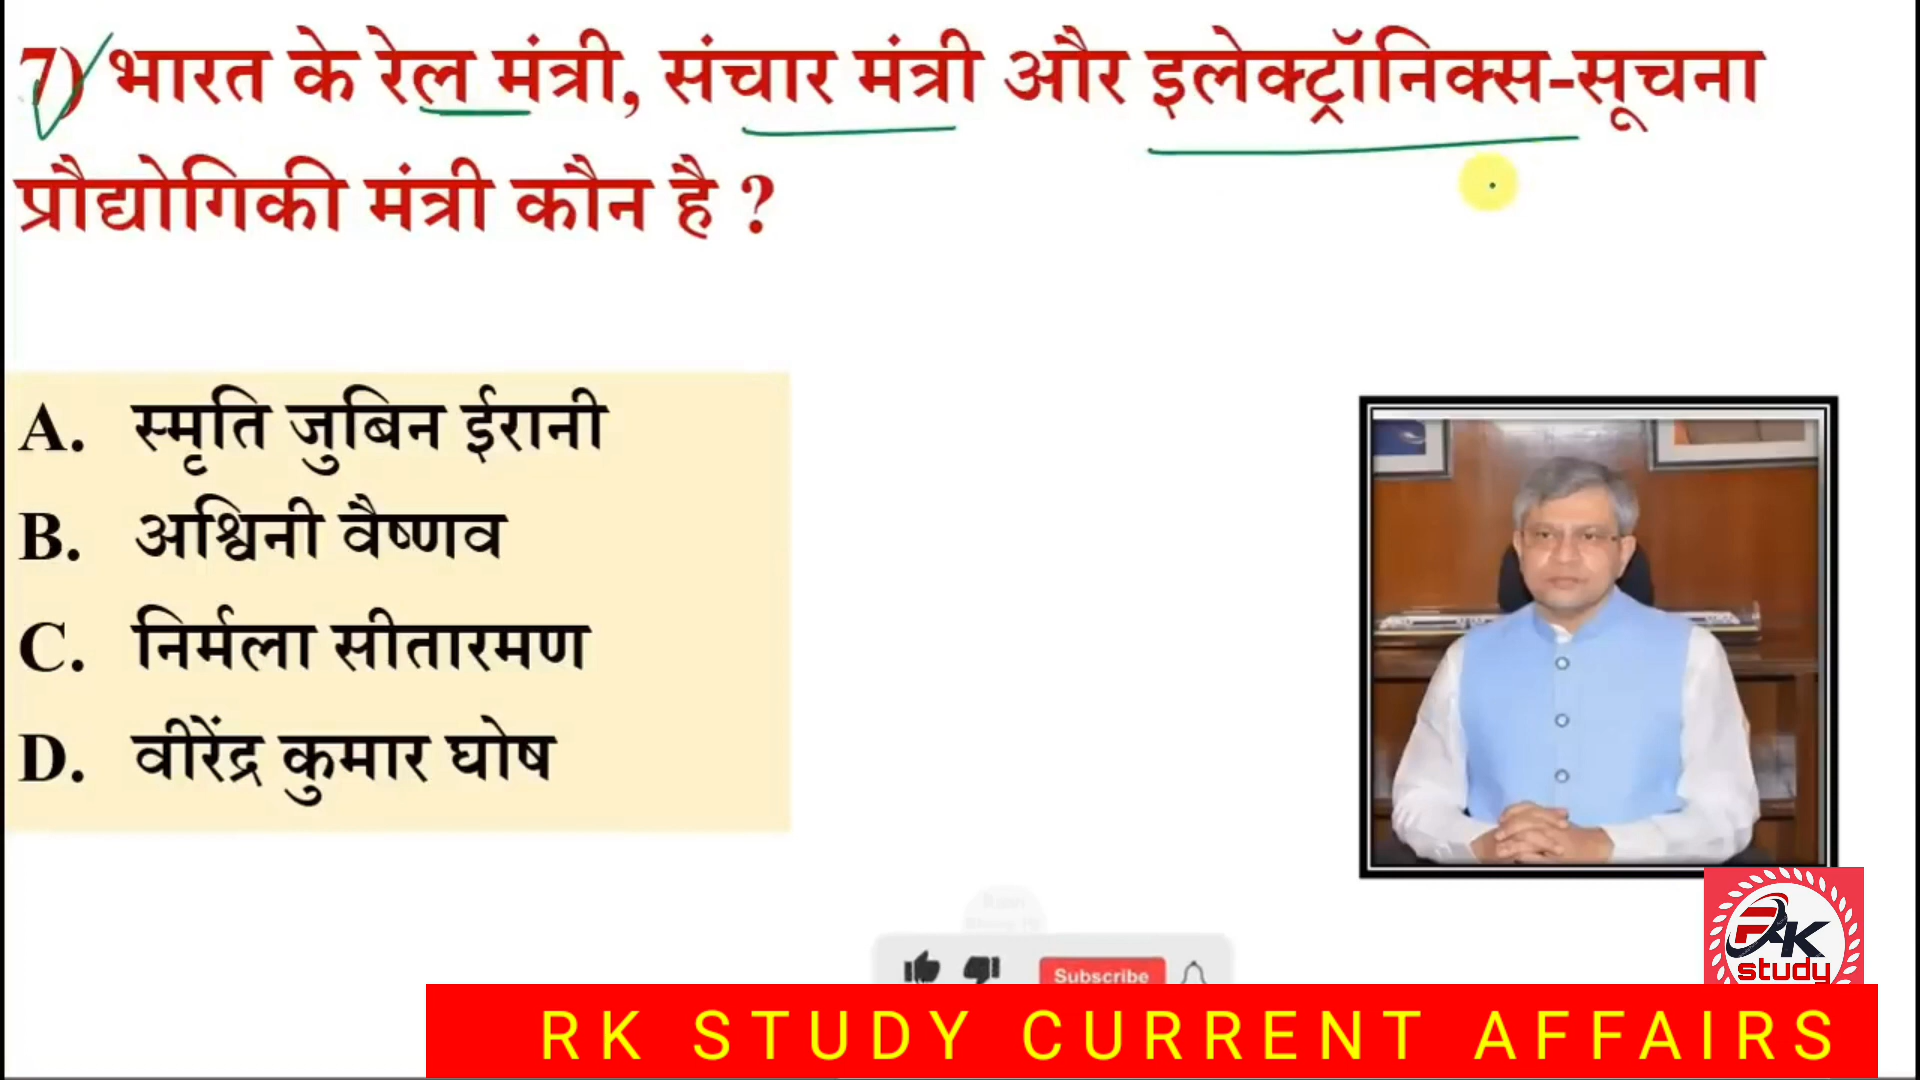 7) भारत के रेल मंत्री, संचार मंत्री और इलेक्ट्रॉनिक्स-सूचना
प्रौद्योगिकी मंत्री कौन है ?
A. स्मृति जुबिन ईरानी
B. अश्विनी वैष्णव
C. निर्मला सीतारमण
D. वीरेंद्र कुमार घोष
Subscribe
RK
study
RK STUDY CURRENT AFFAIRS